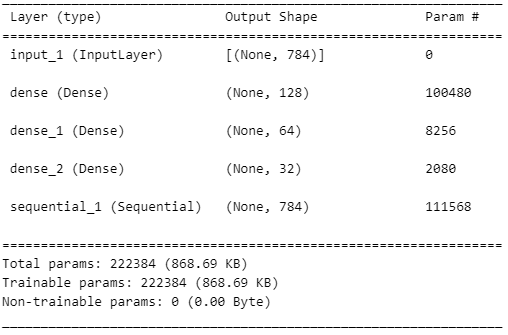 Layer (type) Output Shape Param #
input_1 (InputLayer) [(None, 784)] 0
dense (Dense) (None, 128) 100480
dense_1 (Dense) (None, 64) 8256
dense_2 (Dense) (None, 32) 2080
sequential_1 (Sequential) (None, 784) 111568
Total params: 222384 (868.69 KB)
Trainable params: 222384 (868.69 KB)
Non-trainable params: 0 (0.00 Byte)